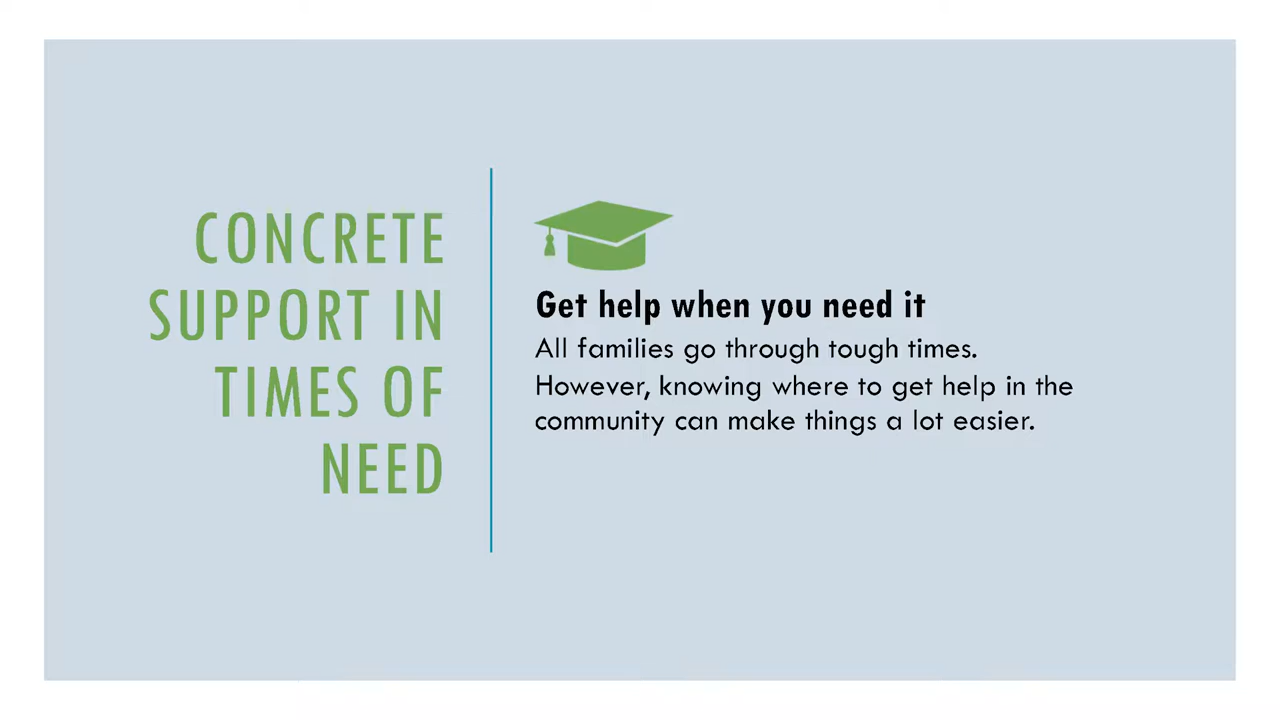 CONCRETE
SUPPORT IN
TIMES OF
NEED
Get help when you need it
All families go through tough times.
However, knowing where to get help in the
community can make things a lot easier.